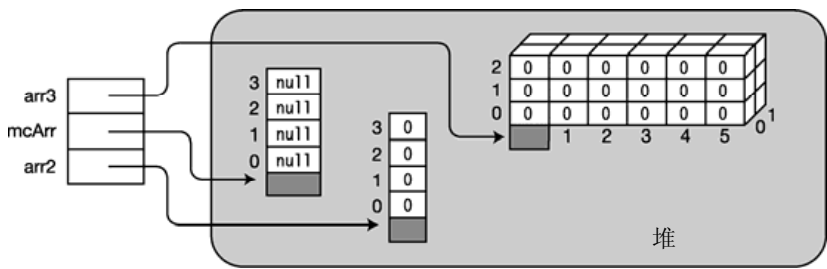 arr3
mcArr
arr2
3 null
2 null
1 null
0 null
3 0
2 0
1 0
0 0
2 0 0 0 0 0 0
1 0 0 0 0 0 0
0 0 0 0 0 0 0
1 2 3 4 5 0 1
堆